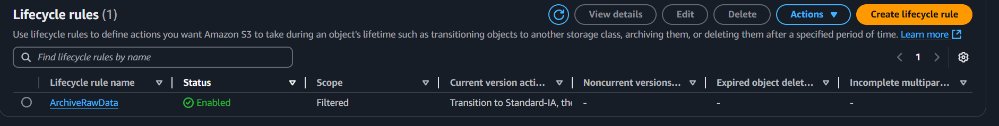 Lifecycle rules (1)
View details
Edit
Delete
Actions
Create lifecycle rule
Use lifecycle rules to define actions you want Amazon S3 to take during an object's lifetime such as transitioning objects to another storage class, archiving them, or deleting them after a specified period of time. Learn more
Find lifecycle rules by name
1
Lifecycle rule name Status Scope Current version acti... Noncurrent versions... Expired object delet... Incomplete multipar...
ArchiveRawData Enabled Filtered Transition to Standard-IA, the - - -